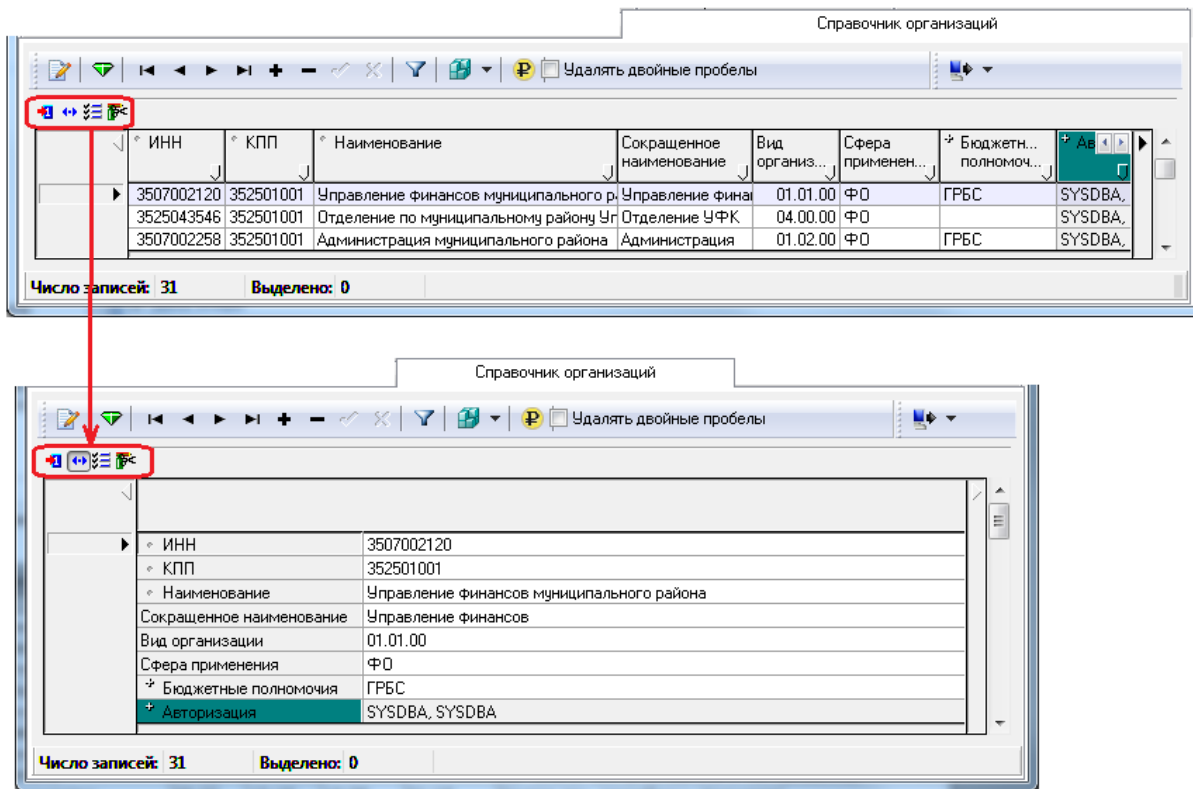 Справочник организаций
Удалять двойные пробелы
ИНН КПП Наименование Сокращенное наименование Вид организ... Сфера применен... Бюджетн... полномоч... Ав
3507002120 352501001 Управление финансов муниципального р Управление фина 01.01.00 ФО ГРБС SYSDBA,
3525043546 352501001 Отделение по муниципальному району Уг Отделение УФК 04.00.00 ФО SYSDBA,
3507002258 352501001 Администрация муниципального района Администрация 01.02.00 ФО ГРБС SYSDBA,
Число записей: 31 Выделено: 0
Справочник организаций
Удалять двойные пробелы
ИНН 3507002120
КПП 352501001
Наименование Управление финансов муниципального района
Сокращенное наименование Управление финансов
Вид организации 01.01.00
Сфера применения ФО
Бюджетные полномочия ГРБС
Авторизация SYSDBA, SYSDBA
Число записей: 31 Выделено: 0